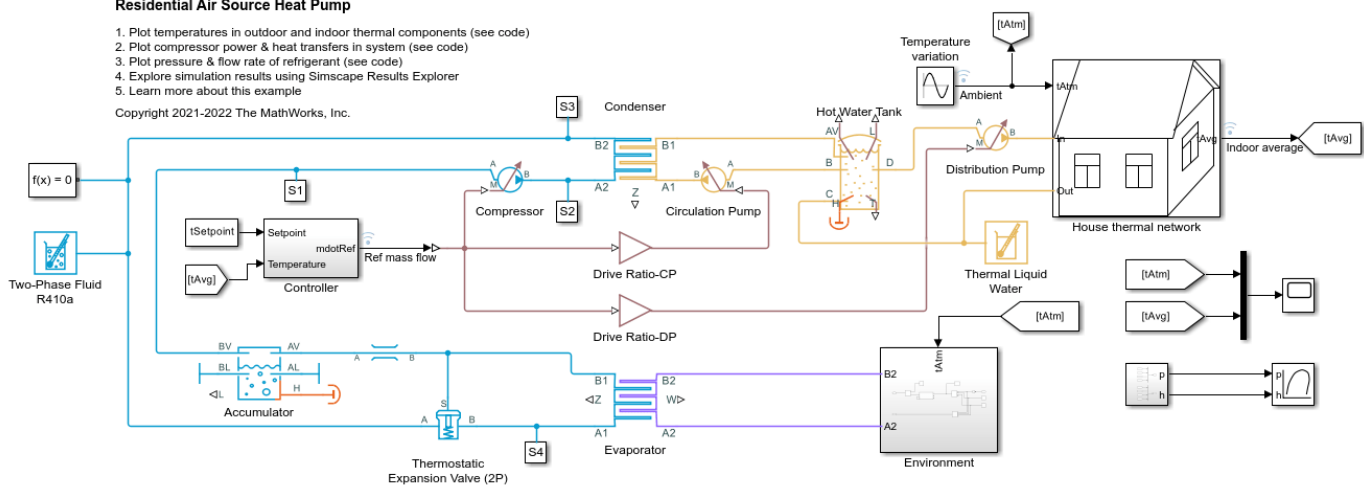 Residential Air Source Heat Pump
1. Plot temperatures in outdoor and indoor thermal components (see code)
2. Plot compressor power & heat transfers in system (see code)
3. Plot pressure & flow rate of refrigerant (see code)
4. Explore simulation results using Simscape Results Explorer
5. Learn more about this example
Copyright 2021-2022 The MathWorks, Inc.
[tAtm]
Temperature
variation
Ambient
tAtm
In
Out
tAvg
House thermal network
Indoor average
[tAvg]
S3
Condenser
B2
B1
A2
A1
Z
Hot Water Tank
AV
L
B
D
C
H
T
A
B
M
Distribution Pump
f(x) = 0
S1
A
B
M
Compressor
S2
A
B
M
Circulation Pump
tSetpoint
[tAvg]
Setpoint
Temperature
mdotRef
Controller
Ref mass flow
Drive Ratio-CP
Drive Ratio-DP
Two-Phase Fluid
R410a
Thermal Liquid
Water
[tAtm]
[tAtm]
[tAvg]
BV
AV
BL
AL
H
L
Accumulator
A
B
S
A
B
Thermostatic
Expansion Valve (2P)
S4
B1
B2
Z
W
A1
A2
Evaporator
tAtm
B2
A2
Environment
p
h
p
h